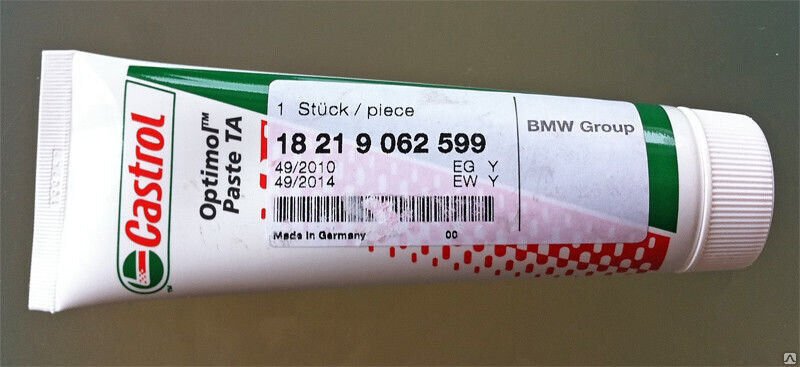 Castrol
Optimol™
Paste TA
1 Stück / piece
18 21 9 062 599
49/2010 EG Y
49/2014 EW Y
Made in Germany 00
BMW Group